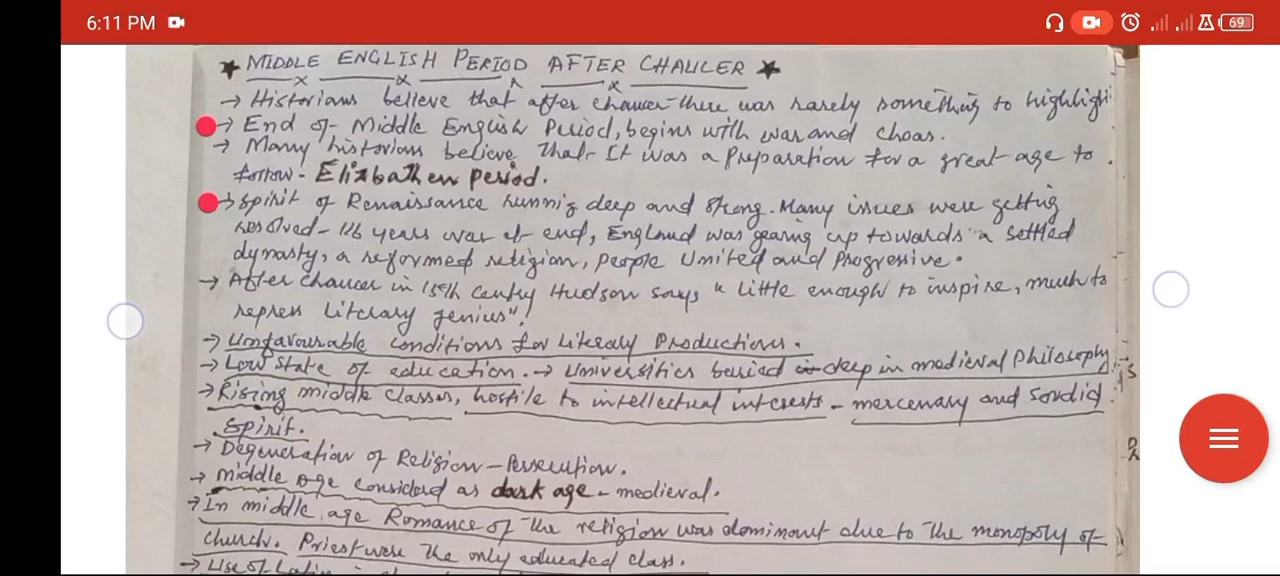 6:11 PM
69
★ MIDDLE ENGLISH PERIOD AFTER CHAUCER ★
→ Historians believe that after chaucer there was rarely something to highlight
→ End of Middle English Period, begins with war and choas.
→ Many historians believe that It was a Preparation for a great age to
follow - Elizbathen Period.
→ Spirit of Renaissance running deep and strong. Many issues were getting
resolved - 116 years war at end, England was gearing up towards a settled
dynasty, a reformed religion, People United and Progressive.
→ After chaucer in 15th Centry Hudson says "little enough to inspire, much to
repress literary genius".
→ Unfavourable conditions for Literary Productions.
→ Low State of education. → Universities buried deep in medieval Philosophy.
→ Rising middle classes, hostile to intellectual interests - mercenary and sordid
Spirit.
→ Degeneration of Religion - Persecution.
→ middle age considerd as dark age - medieval.
→ In middle age Romance of the religion was dominant due to the monopoly of
church. Priest were the only educated class.
→ Use of Latin